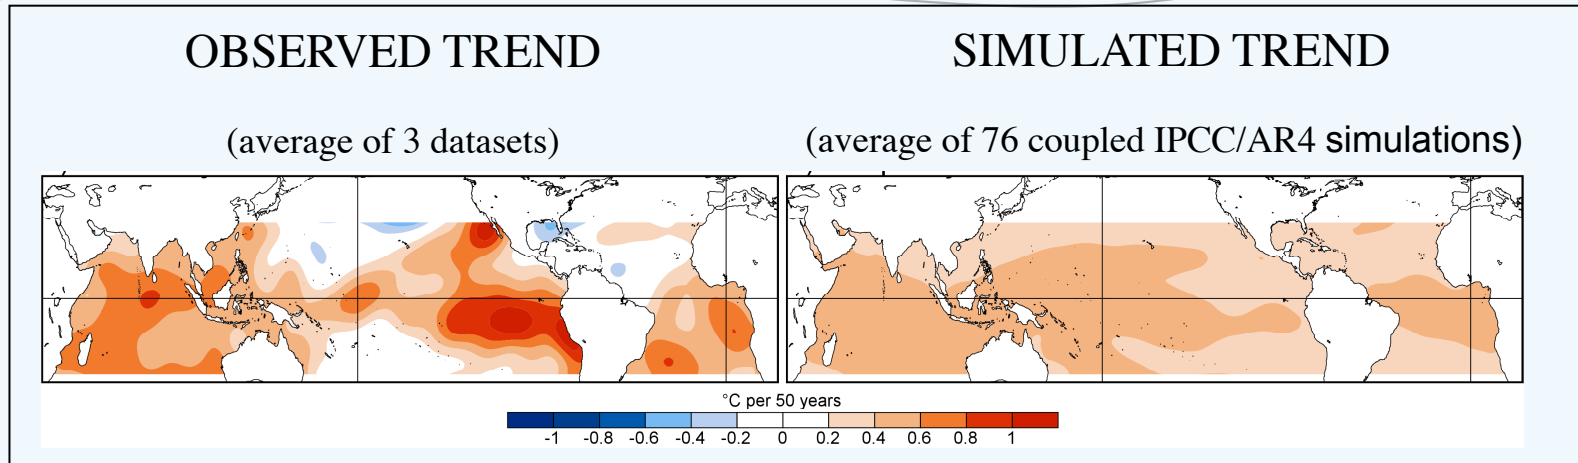 OBSERVED TREND
(average of 3 datasets)
SIMULATED TREND
(average of 76 coupled IPCC/AR4 simulations)
°C per 50 years
-1 -0.8 -0.6 -0.4 -0.2 0 0.2 0.4 0.6 0.8 1